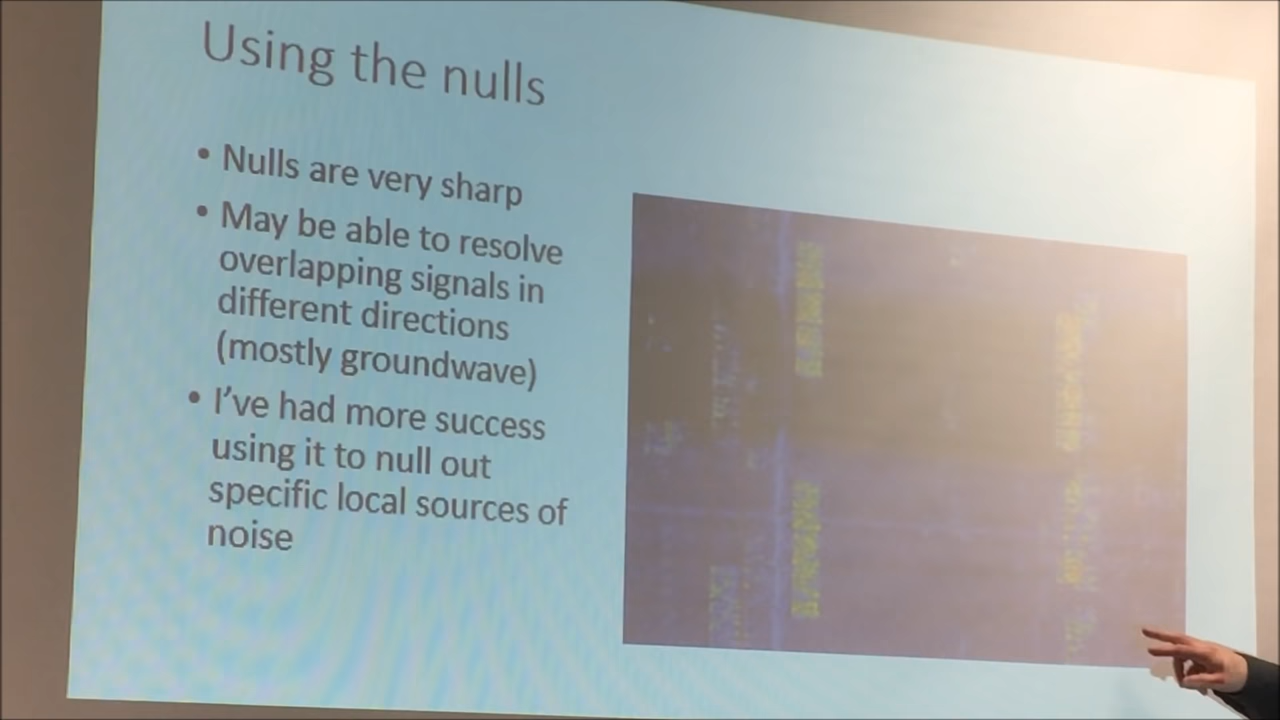 Using the nulls
• Nulls are very sharp
• May be able to resolve
overlapping signals in
different directions
(mostly groundwave)
• I've had more success
using it to null out
specific local sources of
noise